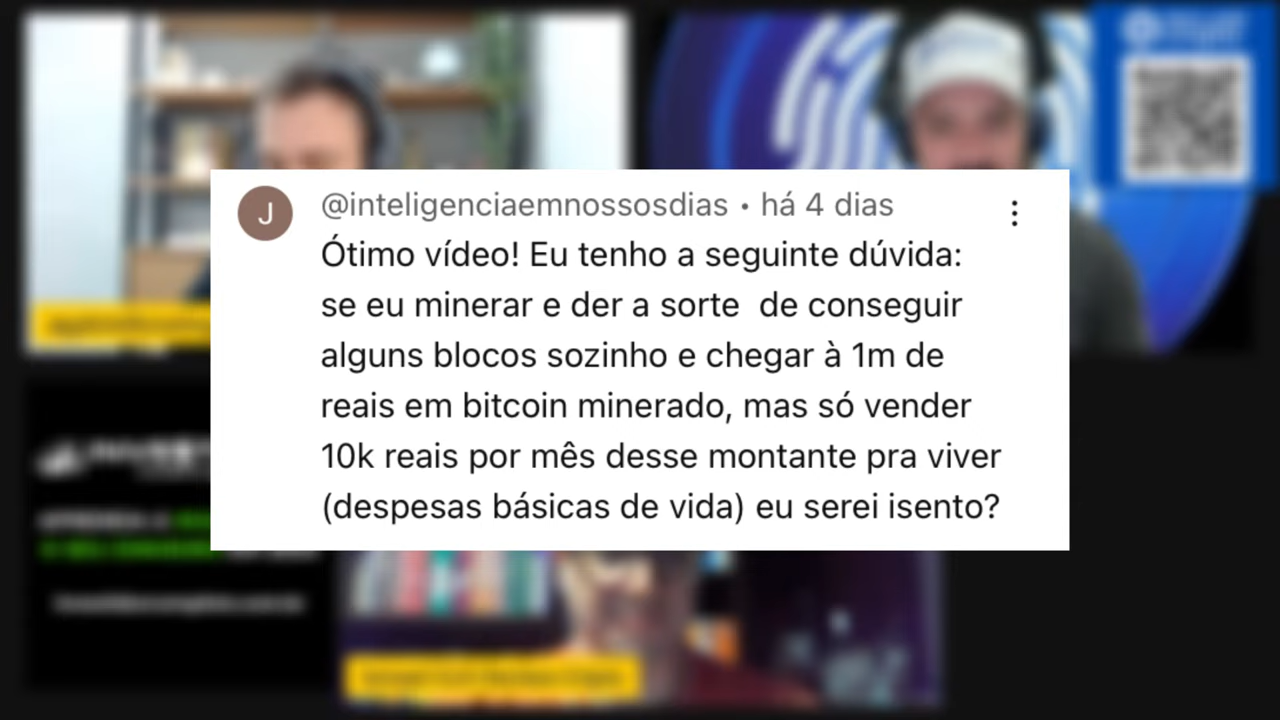 J
@inteligenciaemnossosdias • há 4 dias
Ótimo vídeo! Eu tenho a seguinte dúvida:
se eu minerar e der a sorte  de conseguir
alguns blocos sozinho e chegar à 1m de
reais em bitcoin minerado, mas só vender
10k reais por mês desse montante pra viver
(despesas básicas de vida) eu serei isento?